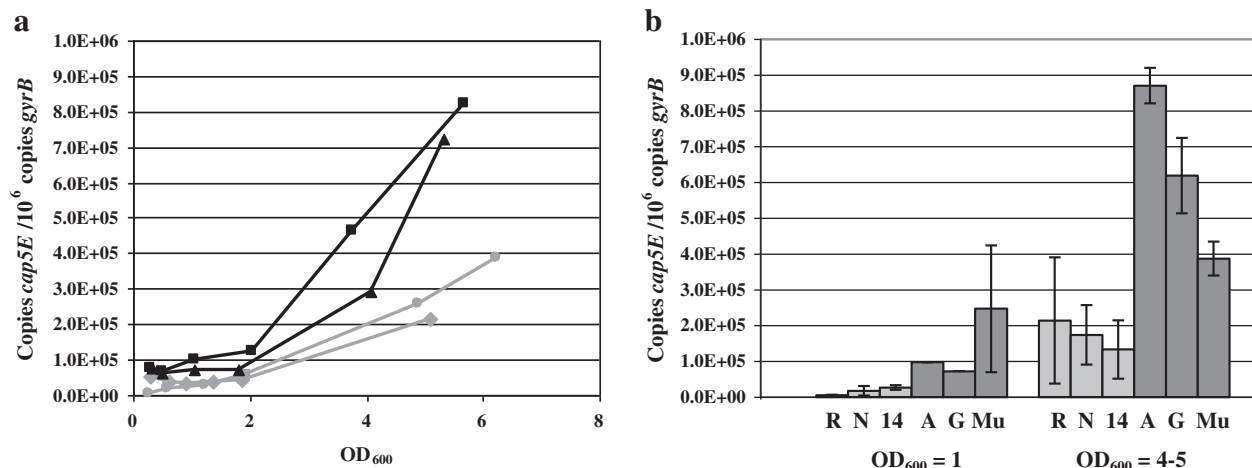 a
Copies cap5E /10⁶ copies gyrB
1.0E+06
9.0E+05
8.0E+05
7.0E+05
6.0E+05
5.0E+05
4.0E+05
3.0E+05
2.0E+05
1.0E+05
0.0E+00
0 2 4 6 8
OD₆₀₀
b
Copies cap5E /10⁶ copies gyrB
1.0E+06
9.0E+05
8.0E+05
7.0E+05
6.0E+05
5.0E+05
4.0E+05
3.0E+05
2.0E+05
1.0E+05
0.0E+00
R N 14 A G Mu R N 14 A G Mu
OD₆₀₀ = 1 OD₆₀₀ = 4-5